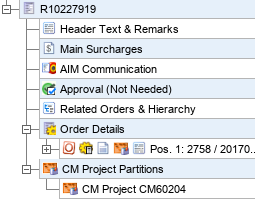 R10227919
Header Text & Remarks
Main Surcharges
AIM Communication
Approval (Not Needed)
Related Orders & Hierarchy
Order Details
Pos. 1: 2758 / 20170..
CM Project Partitions
CM Project CM60204